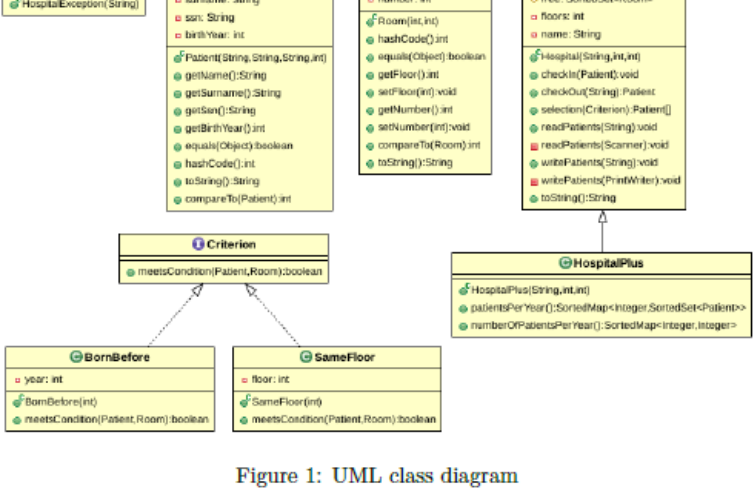 HospitalException(String)
ssn: String
birthYear: int
Patient(String,String,String,int)
getName():String
getSurname():String
getSsn():String
getBirthYear():int
equals(Object):boolean
hashCode():int
toString():String
compareTo(Patient):int
Room(int,int)
hashCode():int
equals(Object):boolean
getFloor():int
setFloor(int):void
getNumber():int
setNumber(int):void
compareTo(Room):int
toString():String
floors: int
name: String
Hospital(String,int,int)
checkIn(Patient):void
checkOut(String):Patient
selection(Criterion):Patient[]
readPatients(String):void
readPatients(Scanner):void
writePatients(String):void
writePatients(PrintWriter):void
toString():String
Criterion
meetsCondition(Patient,Room):boolean
HospitalPlus
HospitalPlus(String,int,int)
patientsPerYear():SortedMap<Integer,SortedSet<Patient>>
numberOfPatientsPerYear():SortedMap<Integer,Integer>
BornBefore
year: int
BornBefore(int)
meetsCondition(Patient,Room):boolean
SameFloor
floor: int
SameFloor(int)
meetsCondition(Patient,Room):boolean
Figure 1: UML class diagram